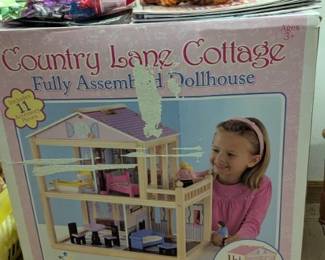 Country Lane Cottage
Ages
3+
Fully Assembled Dollhouse
11